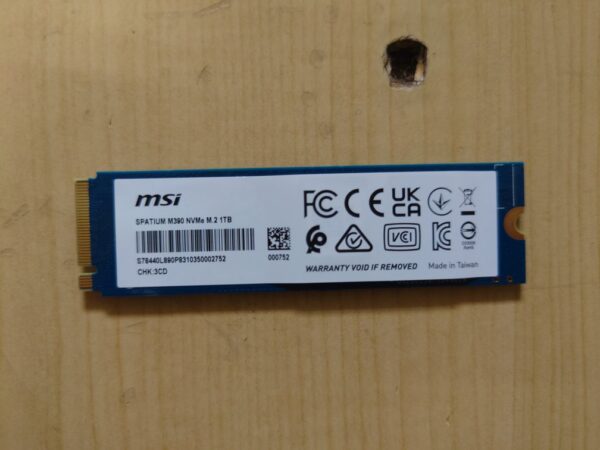 msi
SPATIUM M390 NVMe M.2 1TB
S78440L890P8310350002752
CHK:3CD
000752
FC CE UK CA
VCI
WARRANTY VOID IF REMOVED
Made in Taiwan